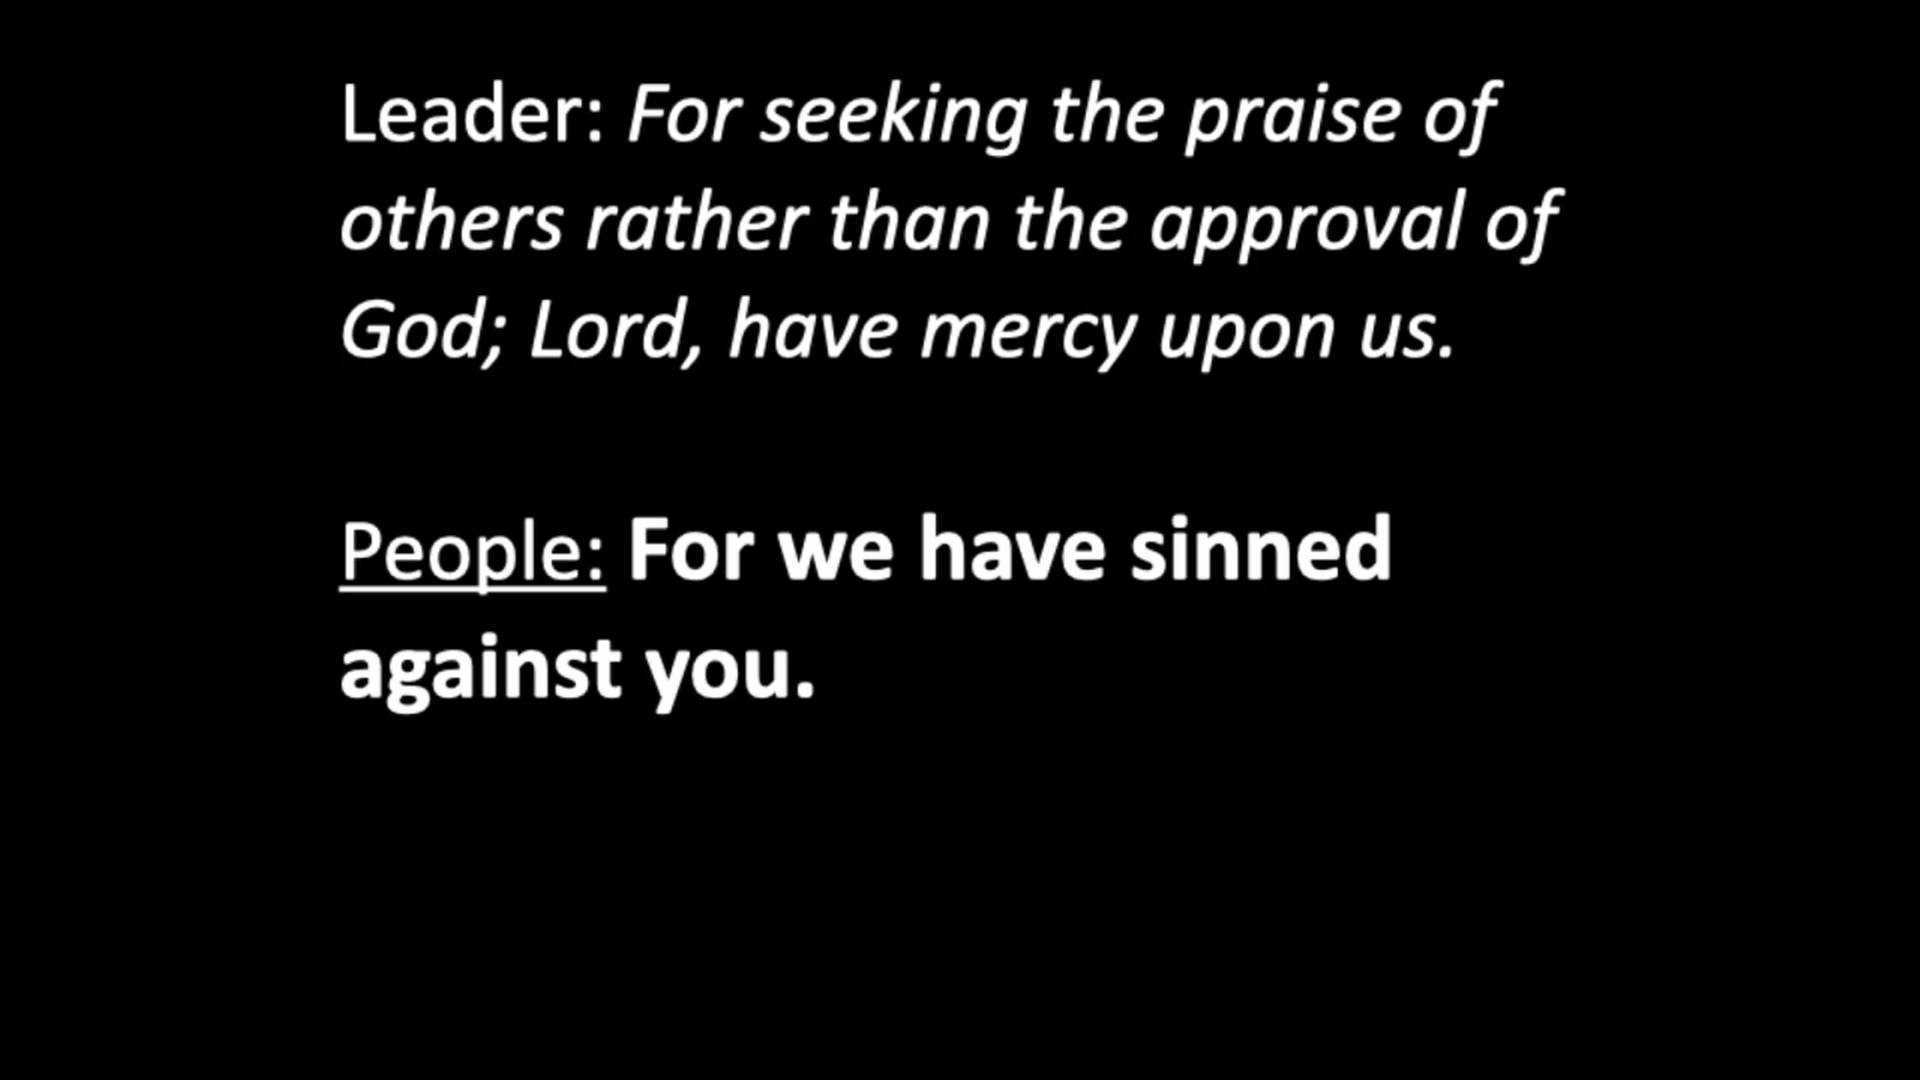 Leader: For seeking the praise of
others rather than the approval of
God; Lord, have mercy upon us.
People: For we have sinned
against you.